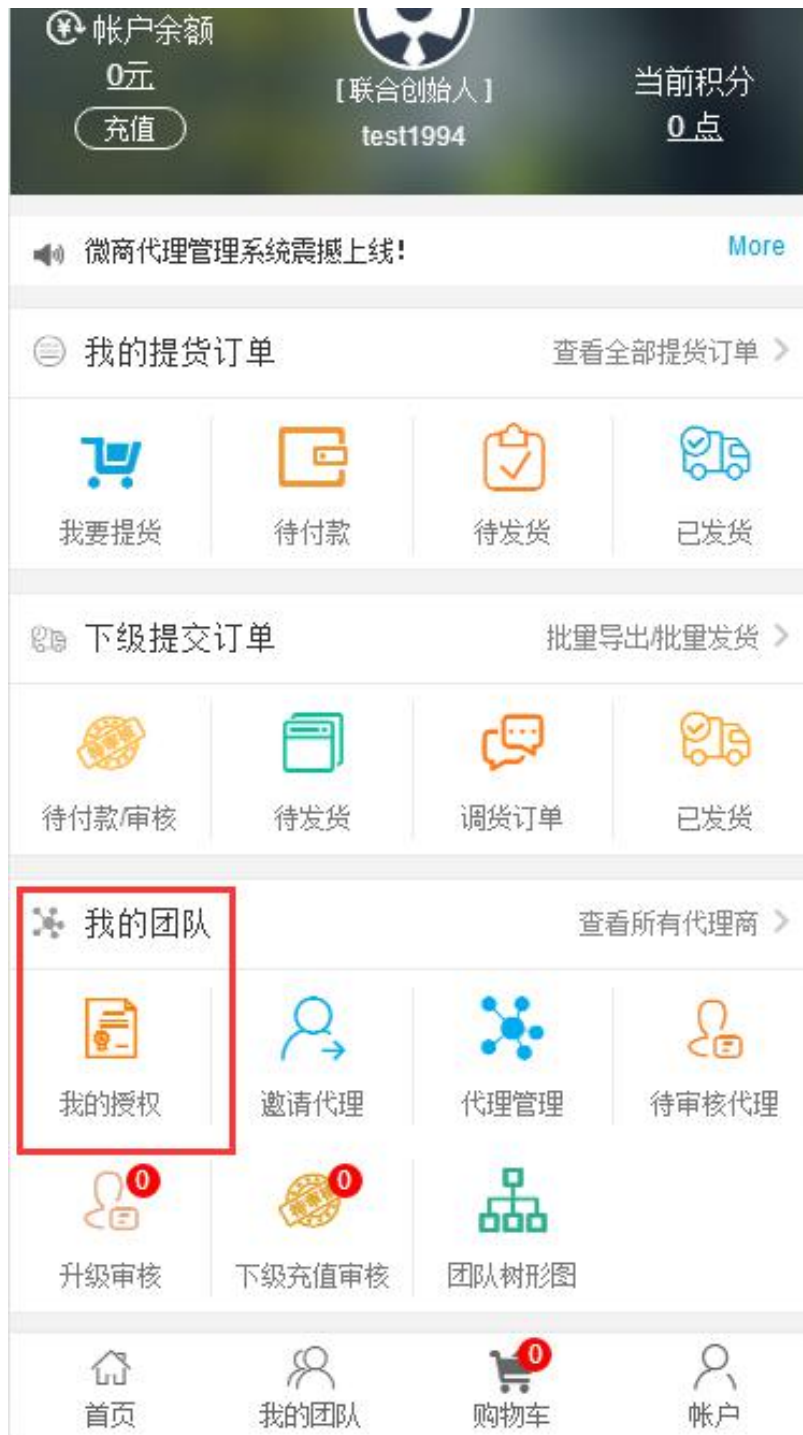 帐户余额
0元
充值
[联合创始人]
test1994
当前积分
0点
微商代理管理系统震撼上线! More
我的提货订单 查看全部提货订单
我要提货 待付款 待发货 已发货
下级提交订单 批量导出/批量发货
待付款/审核 待发货 调货订单 已发货
我的团队 查看所有代理商
我的授权 邀请代理 代理管理 待审核代理
0 0
升级审核 下级充值审核 团队树形图
0
首页 我的团队 购物车 帐户